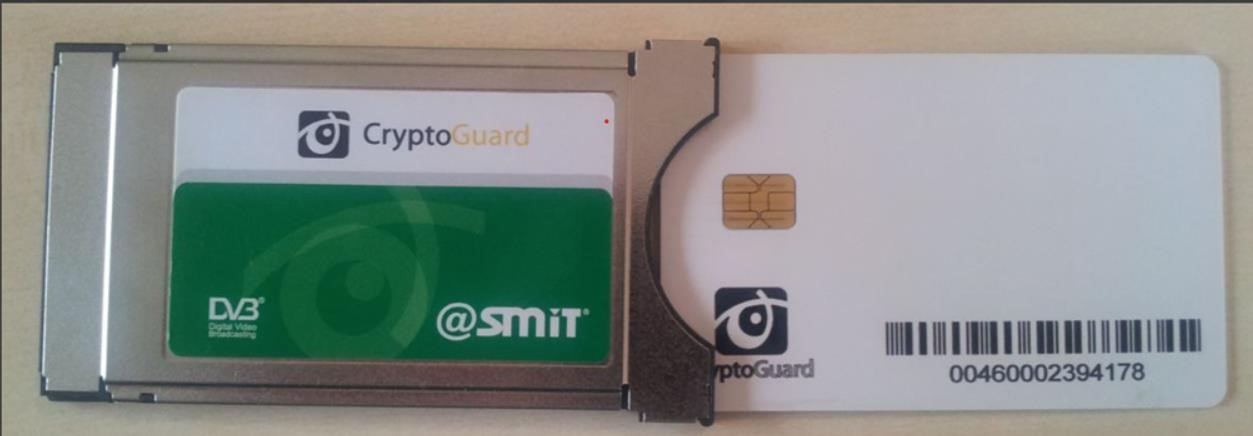 CryptoGuard
DVB®
Digital Video
Broadcasting
@SMiT®
yptoGuard
00460002394178